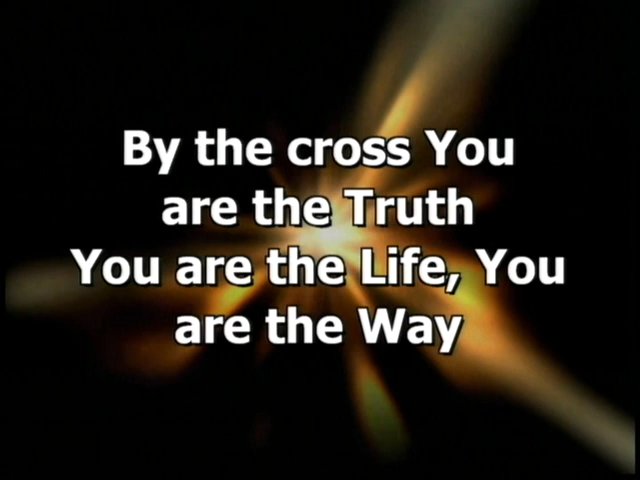 By the cross You
are the Truth
You are the Life, You
are the Way